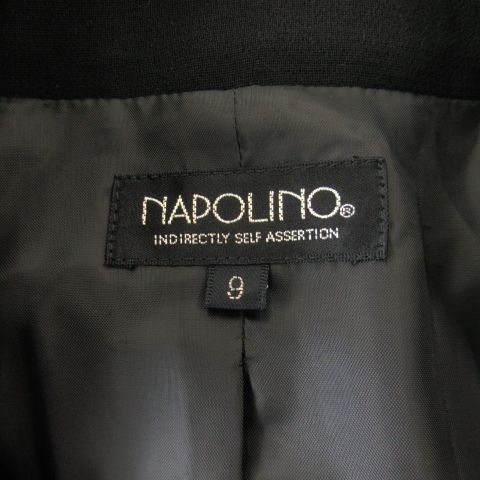 NAPOLINO®
INDIRECTLY SELF ASSERTION
9